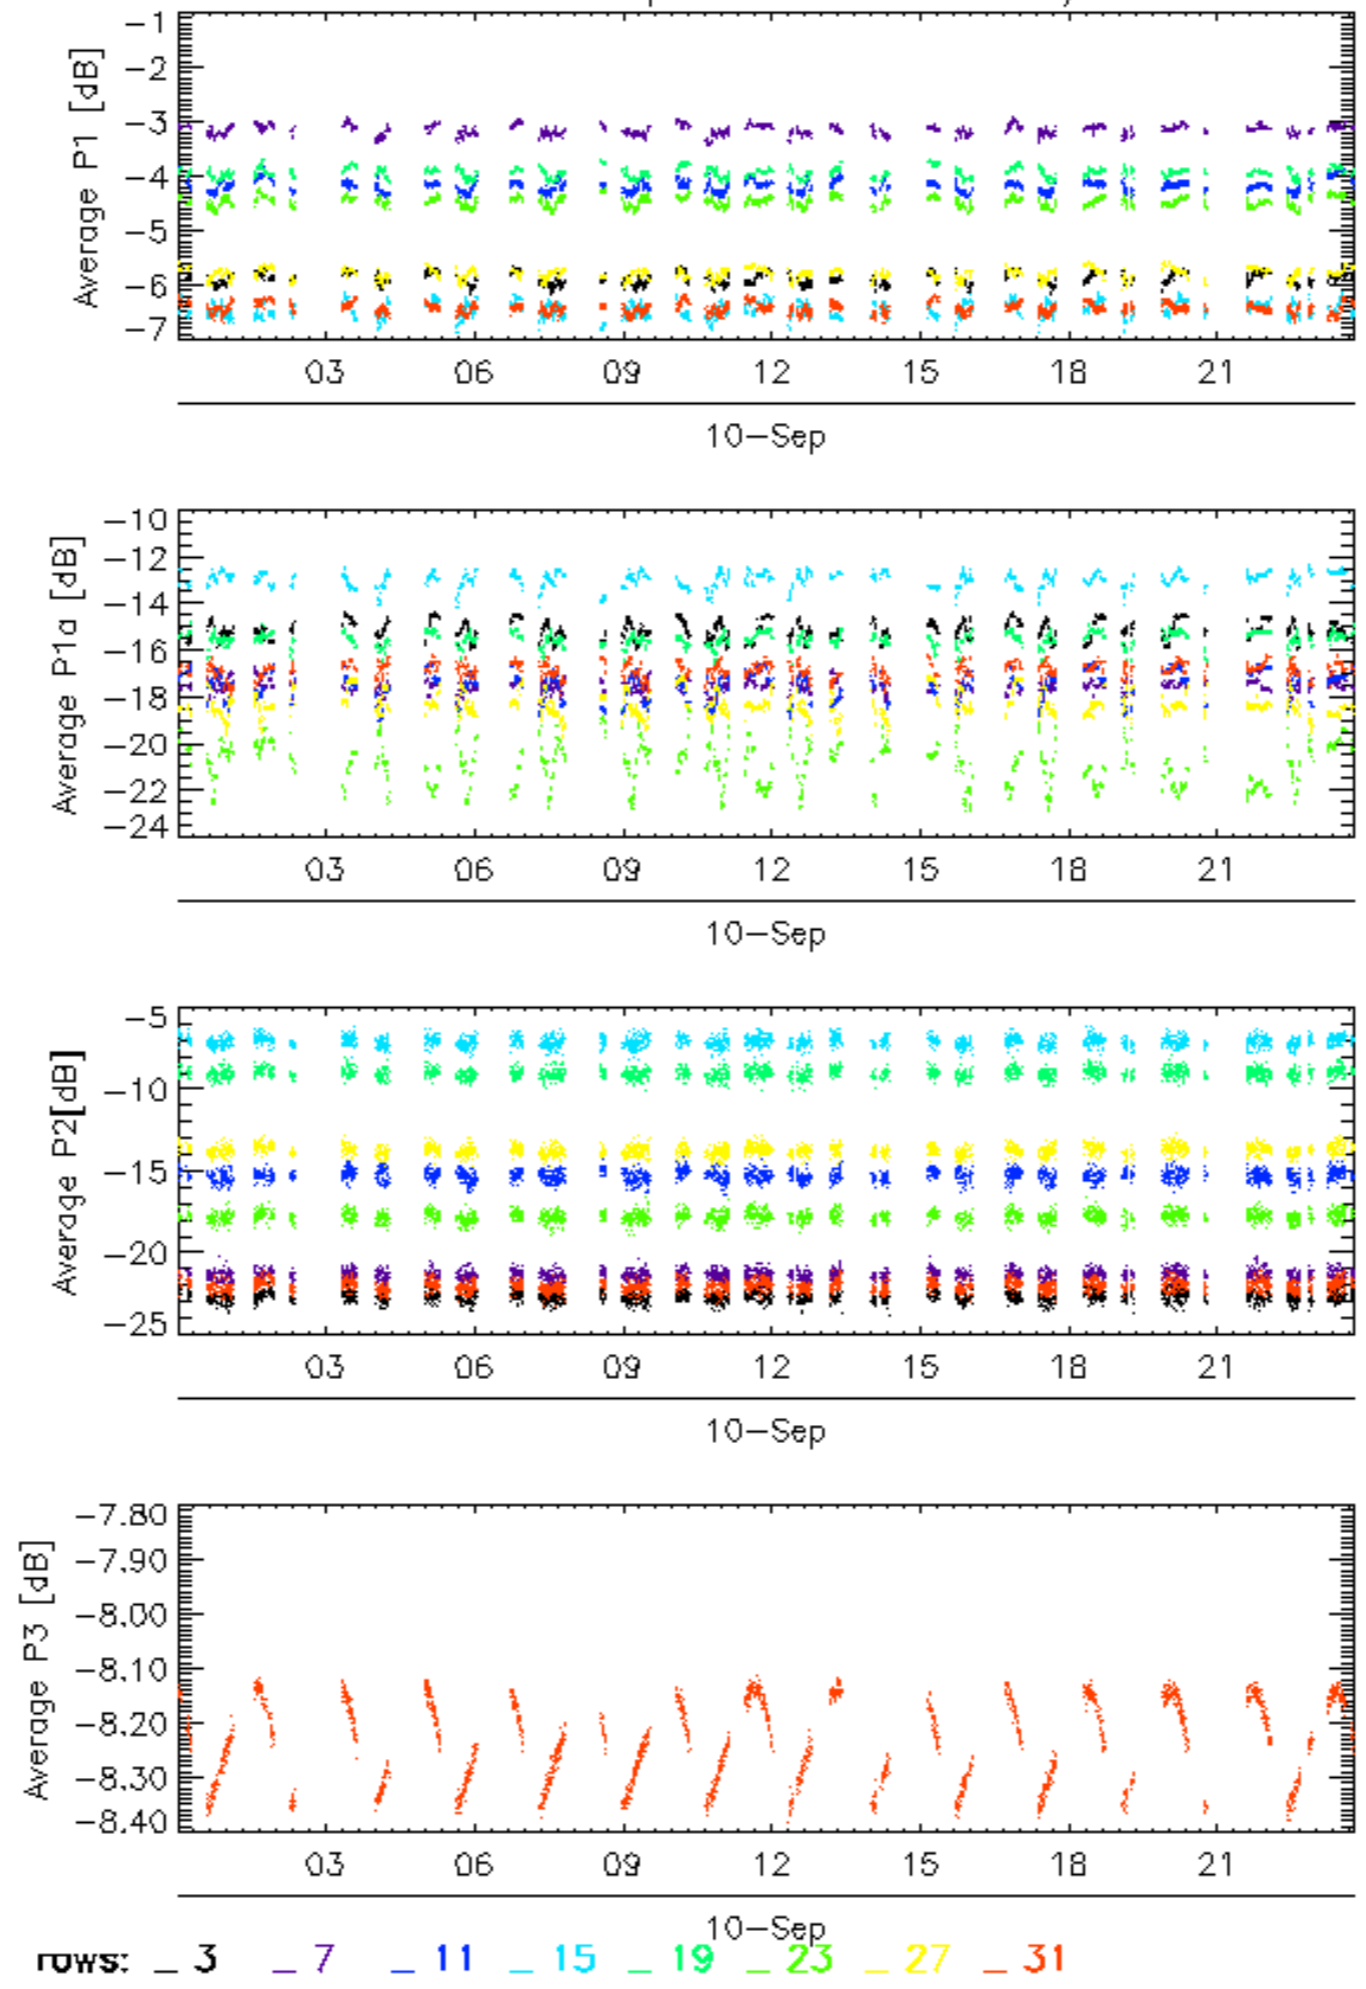 Average P1 [dB]
-1
-2
-3
-4
-5
-6
-7
03 06 09 12 15 18 21
10-Sep
Average P1a [dB]
-10
-12
-14
-16
-18
-20
-22
-24
03 06 09 12 15 18 21
10-Sep
Average P2[dB]
-5
-10
-15
-20
-25
03 06 09 12 15 18 21
10-Sep
Average P3 [dB]
-7.80
-7.90
-8.00
-8.10
-8.20
-8.30
-8.40
03 06 09 12 15 18 21
10-Sep
rows: _ 3 _ 7 _ 11 _ 15 _ 19 _ 23 _ 27 _ 31